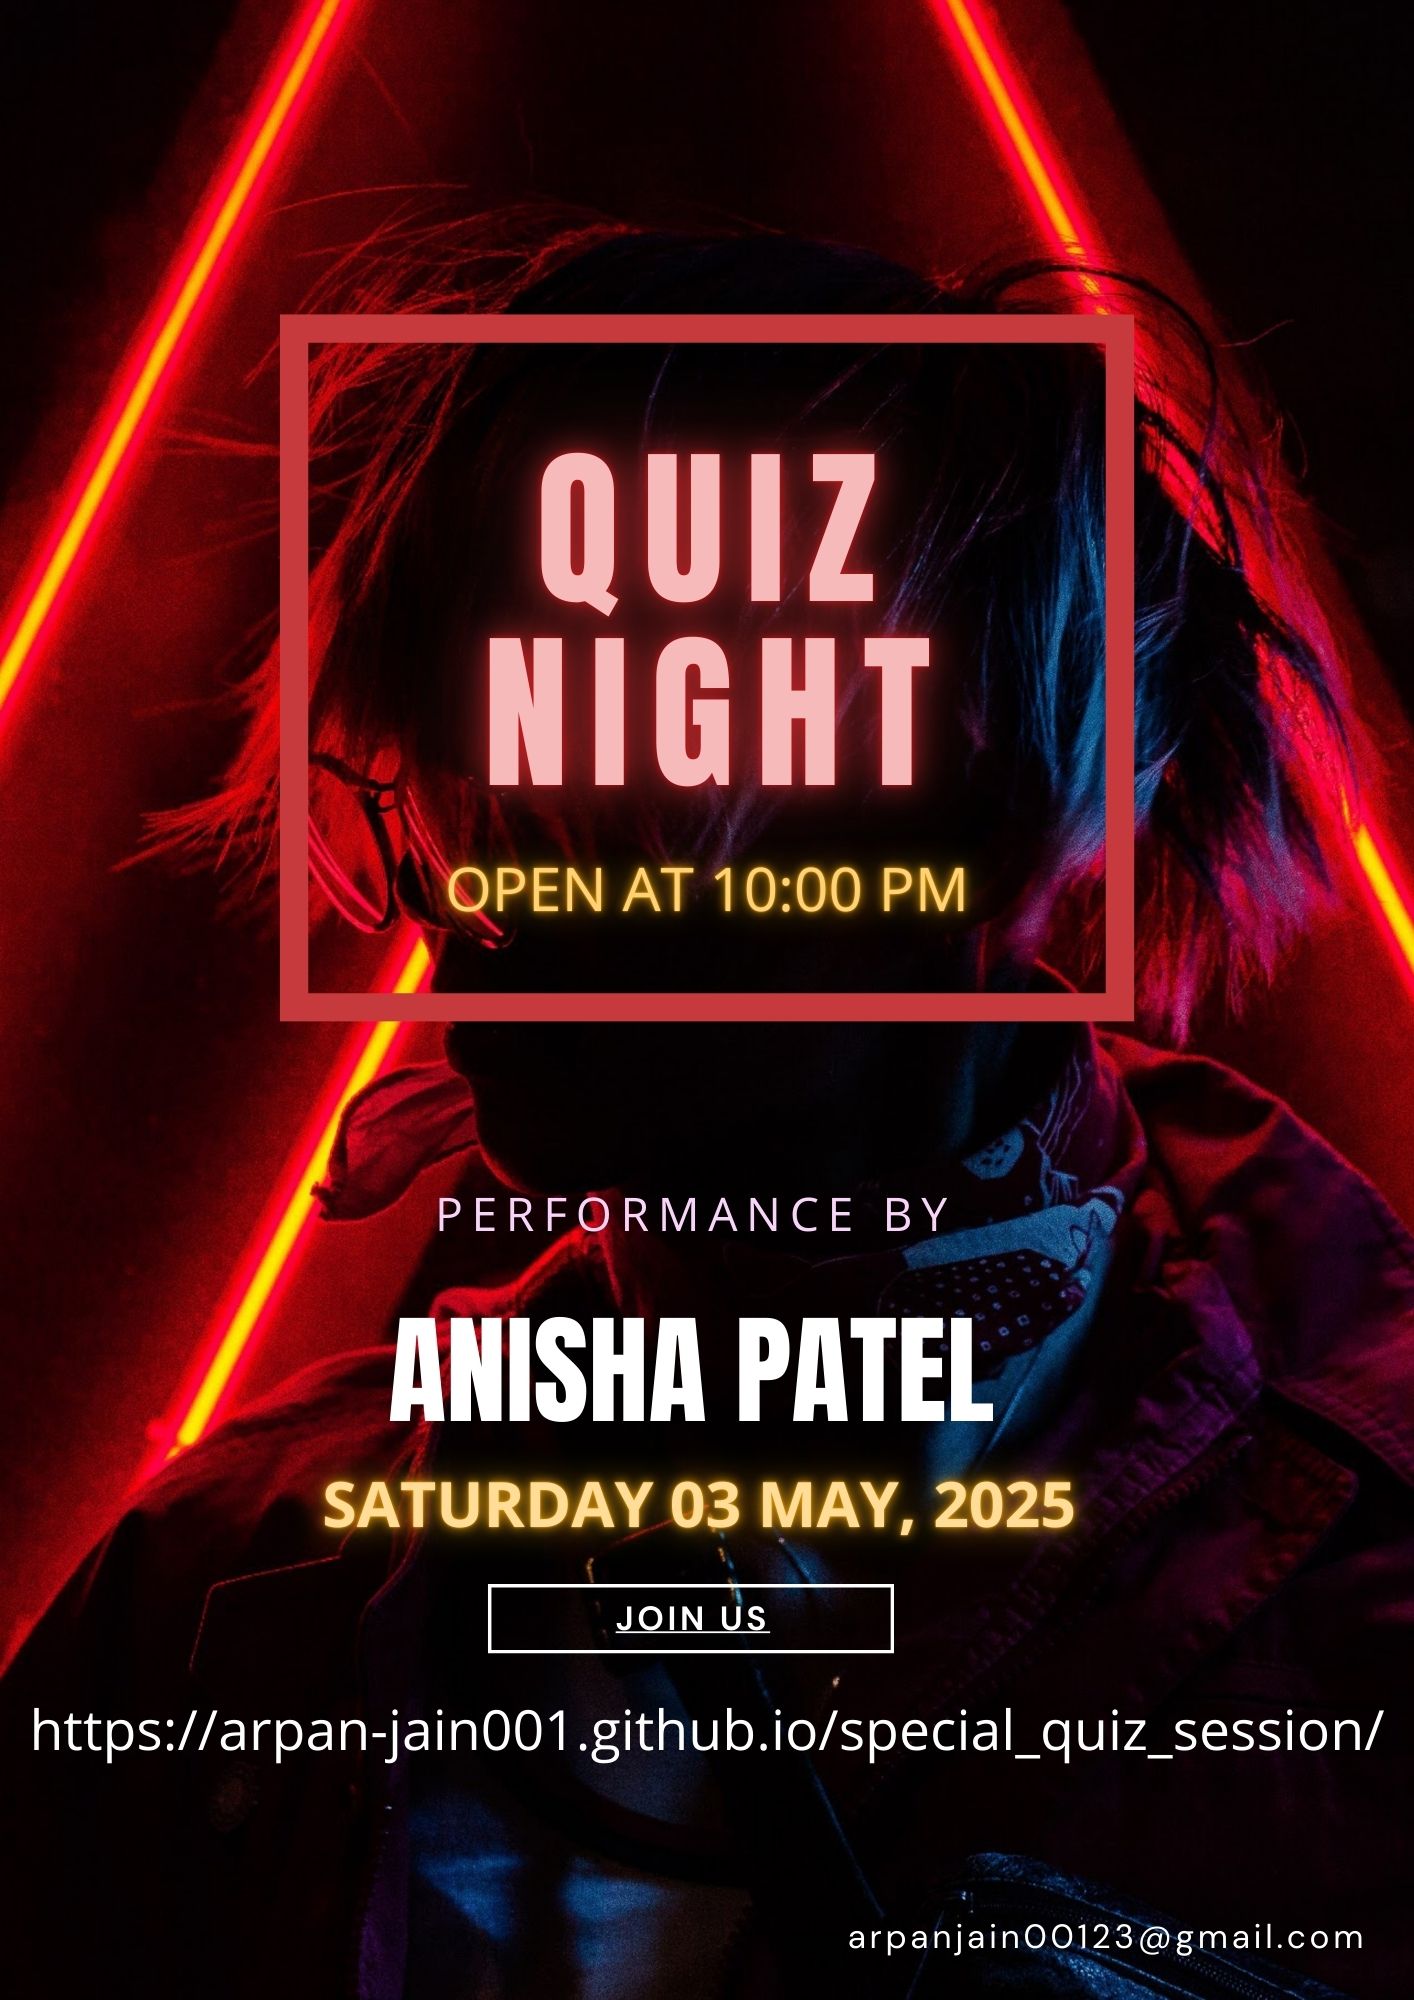 QUIZ
NIGHT
OPEN AT 10:00 PM
PERFORMANCE BY
ANISHA PATEL
SATURDAY 03 MAY, 2025
JOIN US
https://arpan-jain001.github.io/special_quiz_session/
arpanjain00123@gmail.com